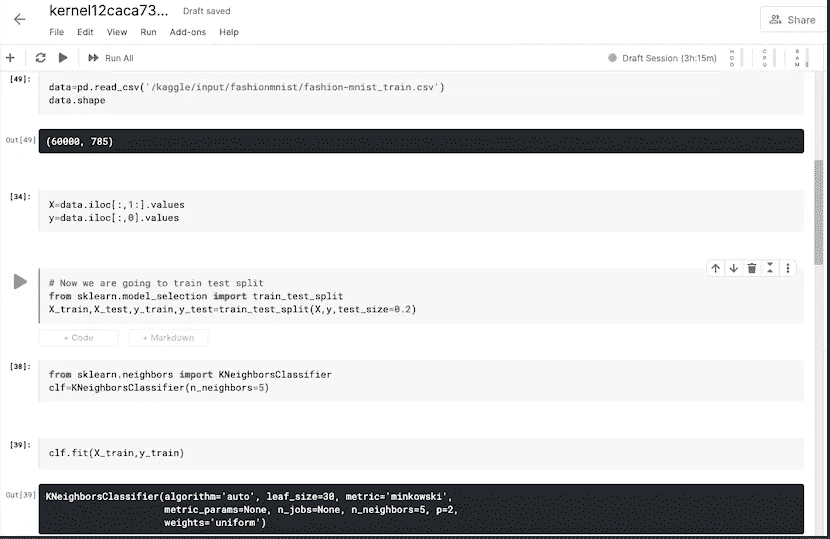 kernel12caca73... Draft saved
Share
File Edit View Run Add-ons Help
Run All
Draft Session (3h:15m)
H D D
C P U
R A M
[49]:
data=pd.read_csv('/kaggle/input/fashionmnist/fashion-mnist_train.csv')
data.shape
Out[49]
(60000, 785)
[34]:
X=data.iloc[:,1:].values
y=data.iloc[:,0].values
# Now we are going to train test split
from sklearn.model_selection import train_test_split
X_train,X_test,y_train,y_test=train_test_split(X,y,test_size=0.2)
+ Code + Markdown
[38]:
from sklearn.neighbors import KNeighborsClassifier
clf=KNeighborsClassifier(n_neighbors=5)
[39]:
clf.fit(X_train,y_train)
Out[39]
KNeighborsClassifier(algorithm='auto', leaf_size=30, metric='minkowski',
metric_params=None, n_jobs=None, n_neighbors=5, p=2,
weights='uniform')